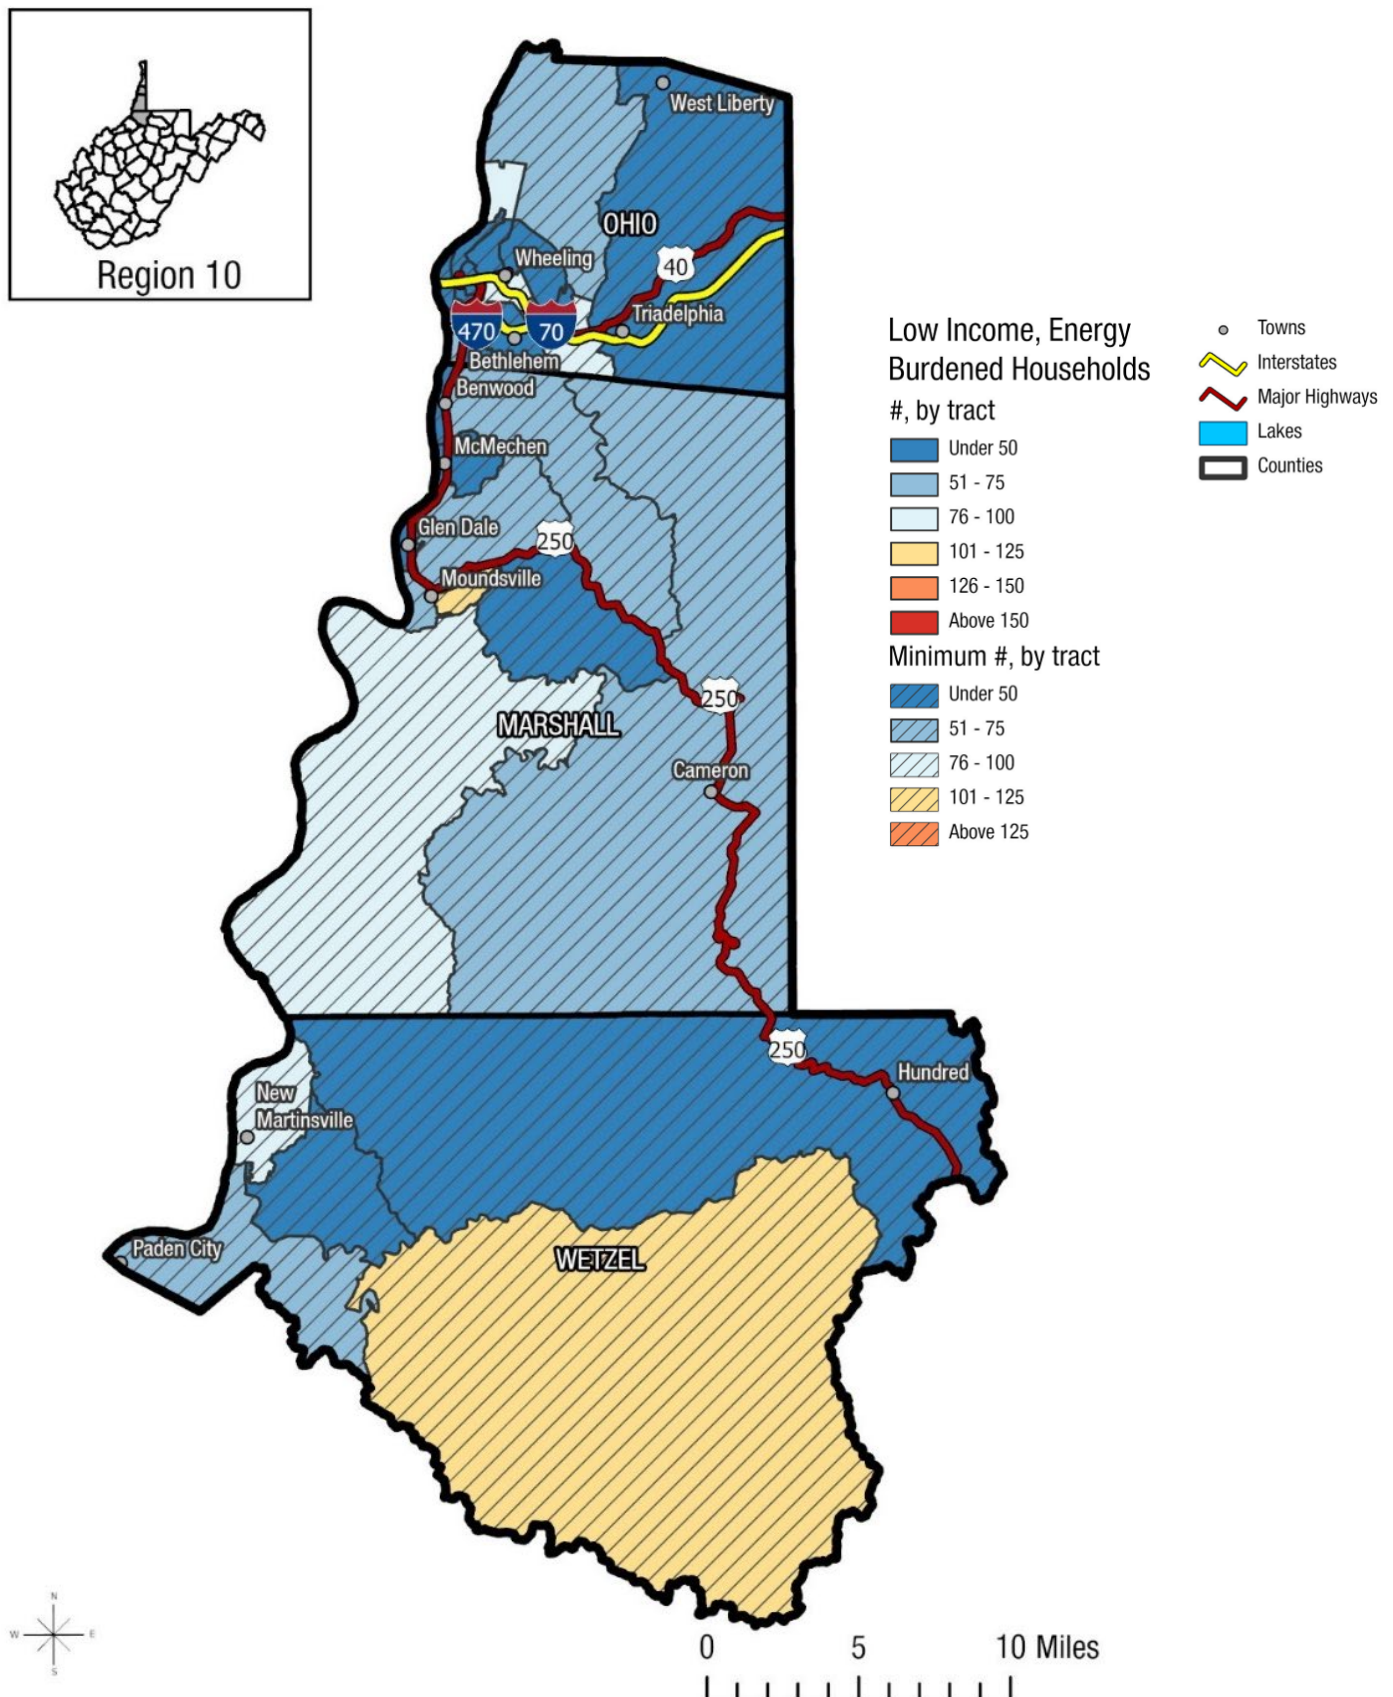 Region 10
West Liberty
OHIO
40
Wheeling
Triadelphia
470
70
Bethlehem
Benwood
McMechen
Glen Dale
250
Moundsville
250
MARSHALL
Cameron
250
Hundred
New
Martinsville
Paden City
WETZEL
Low Income, Energy
Burdened Households
#, by tract
Under 50
51 - 75
76 - 100
101 - 125
126 - 150
Above 150
Minimum #, by tract
Under 50
51 - 75
76 - 100
101 - 125
Above 125
Towns
Interstates
Major Highways
Lakes
Counties
N
W E
S
0 5 10 Miles